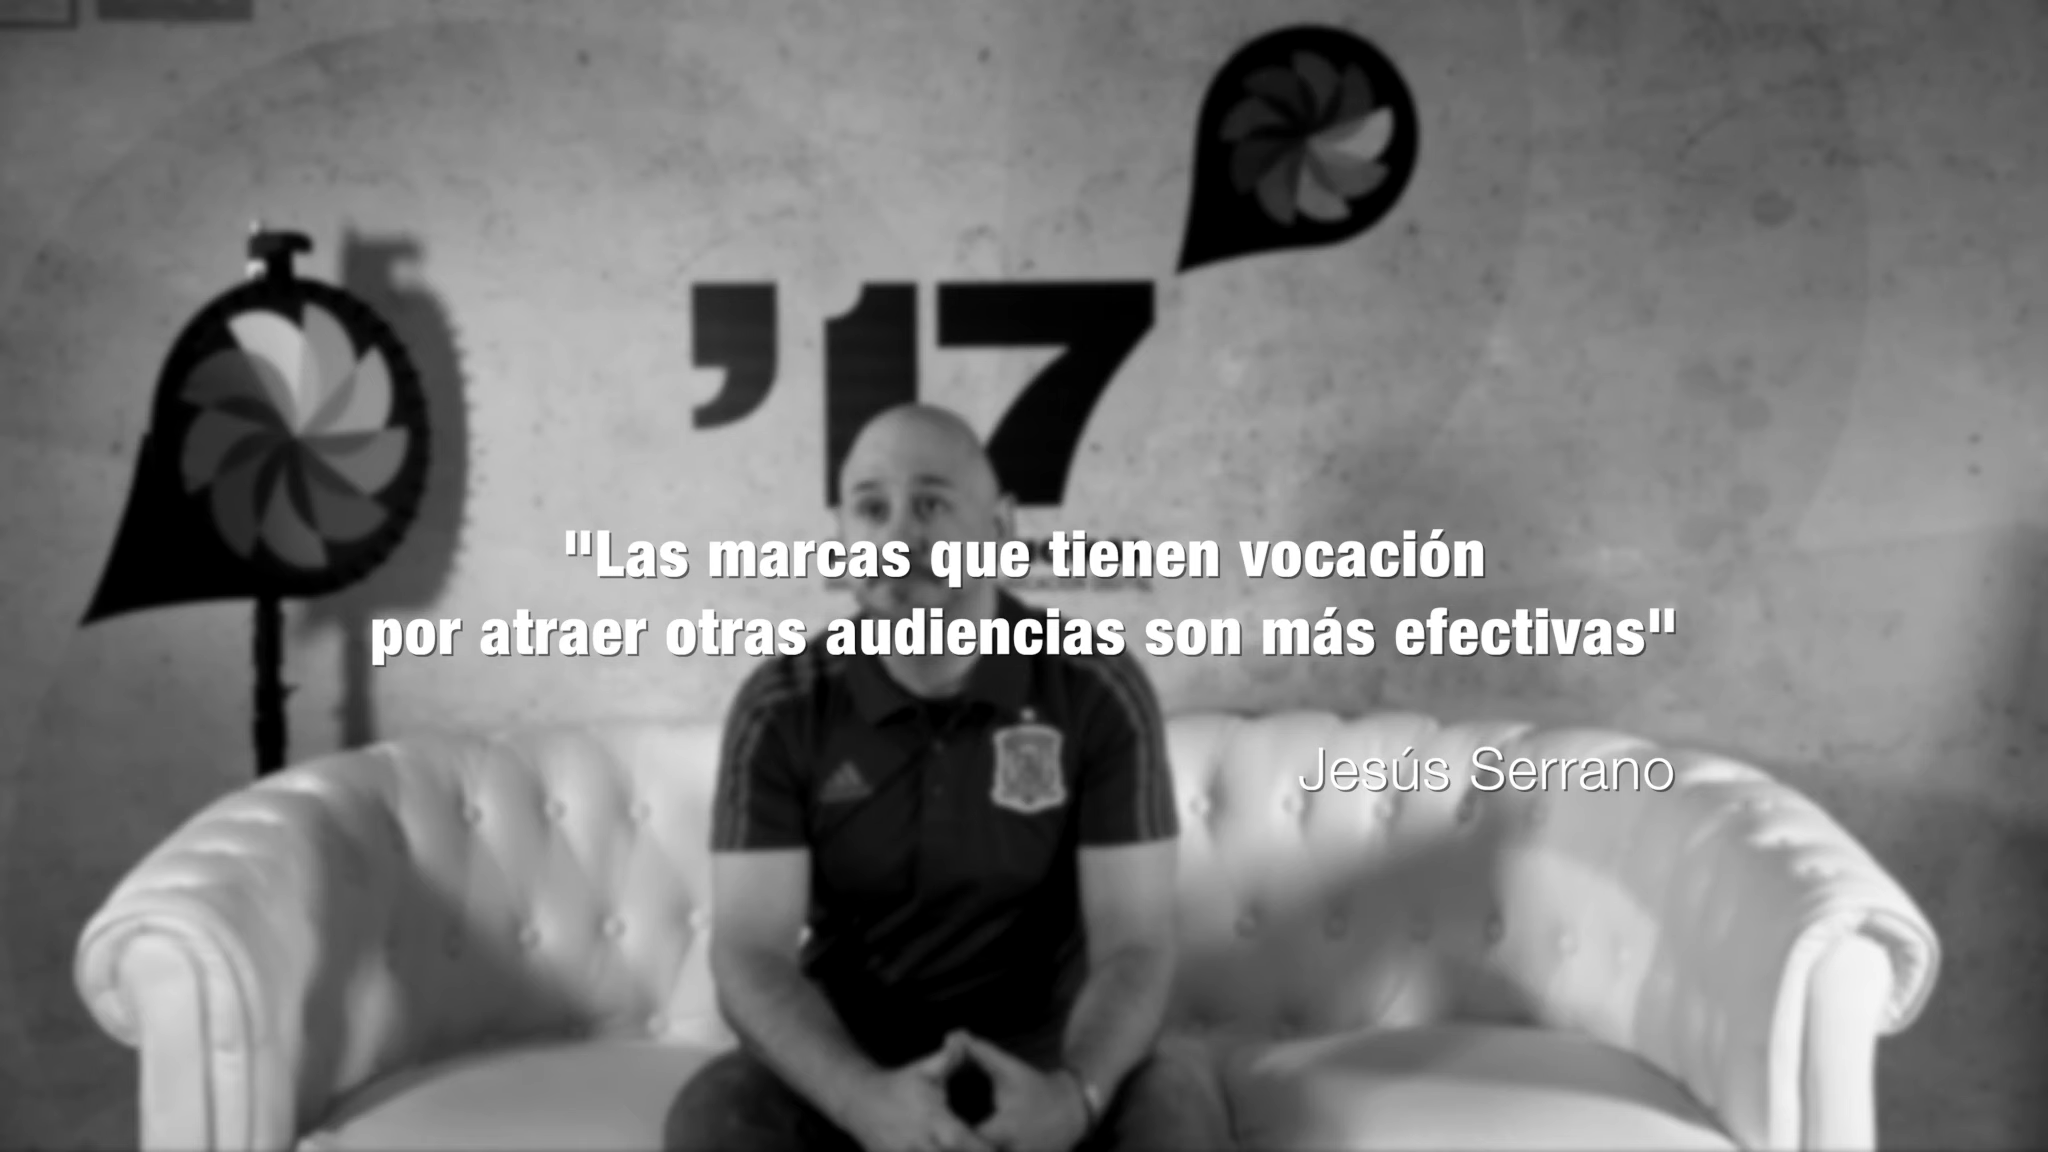 '17
"Las marcas que tienen vocación
por atraer otras audiencias son más efectivas"
Jesús Serrano